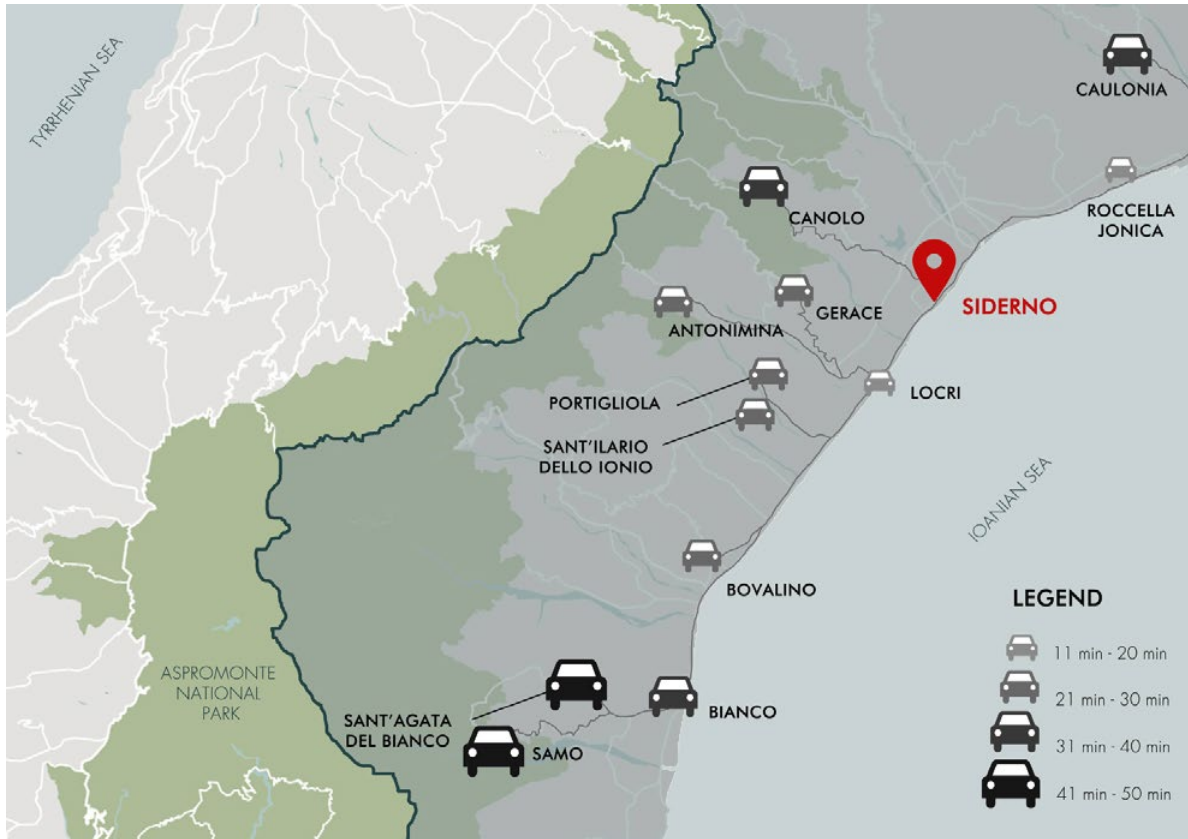 TYRRHENIAN SEA
CAULONIA
CANOLO
ROCCELLA
JONICA
SIDERNO
GERACE
ANTONIMINA
PORTIGLIOLA
LOCRI
SANT'ILARIO
DELLO IONIO
IOANIAN SEA
BOVALINO
ASPROMONTE
NATIONAL
PARK
SANT'AGATA
DEL BIANCO
BIANCO
SAMO
LEGEND
11 min - 20 min
21 min - 30 min
31 min - 40 min
41 min - 50 min